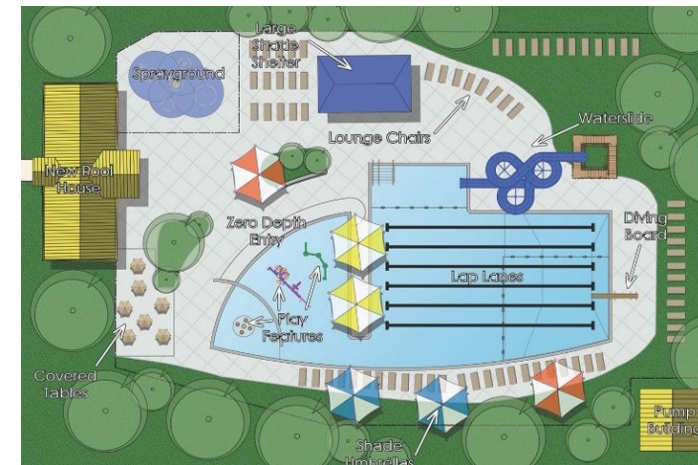 Large
Shade
Shelter
Sprayground
Lounge Chairs
Waterslide
New Pool
House
Zero Depth
Entry
Diving
Board
Lap Lanes
Play
Features
Covered
Tables
Pump
Building
Shade
Umbrellas